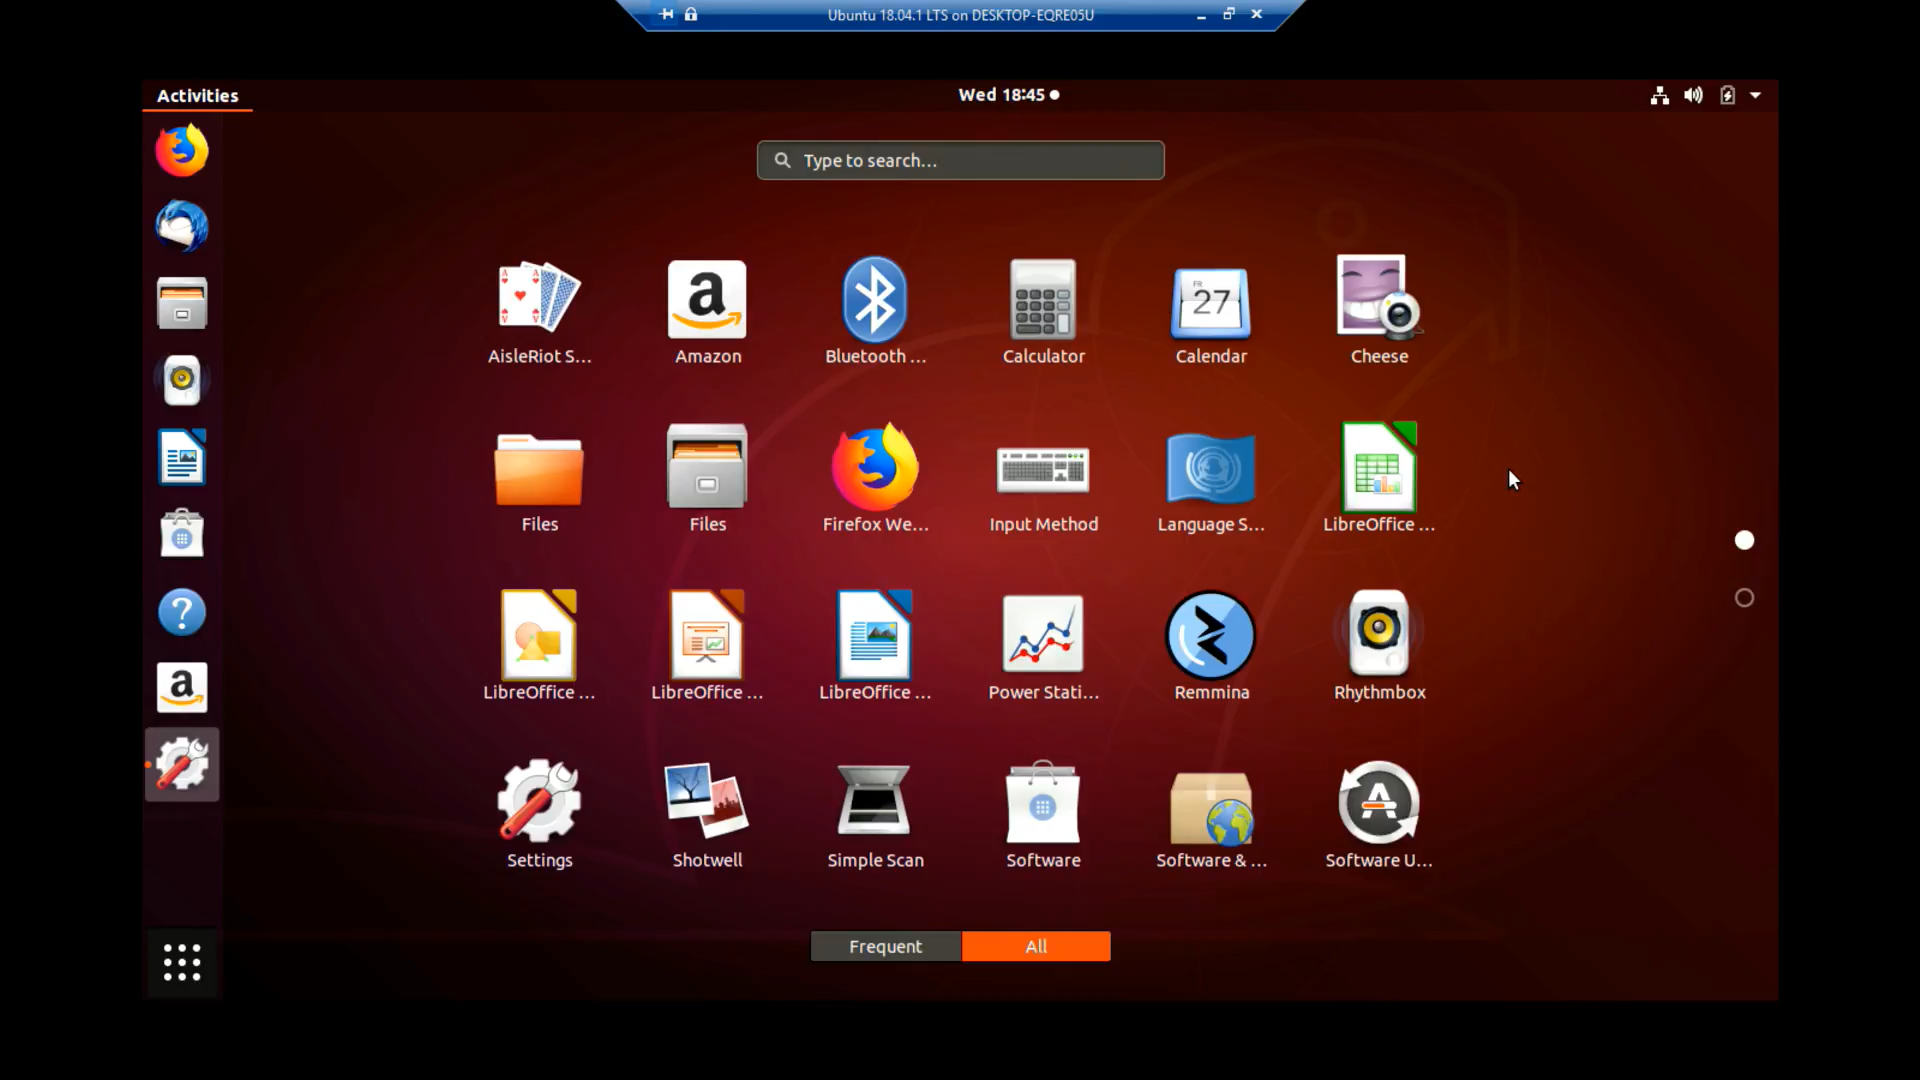 Ubuntu 18.04.1 LTS on DESKTOP-EQRE05U
Activities
Wed 18:45
Type to search...
AisleRiot S...
Amazon
Bluetooth ...
Calculator
FR
27
Calendar
Cheese
Files
Files
Firefox We...
Input Method
Language S...
LibreOffice ...
LibreOffice ...
LibreOffice ...
LibreOffice ...
Power Stati...
Remmina
Rhythmbox
Settings
Shotwell
Simple Scan
Software
Software & ...
Software U...
Frequent
All